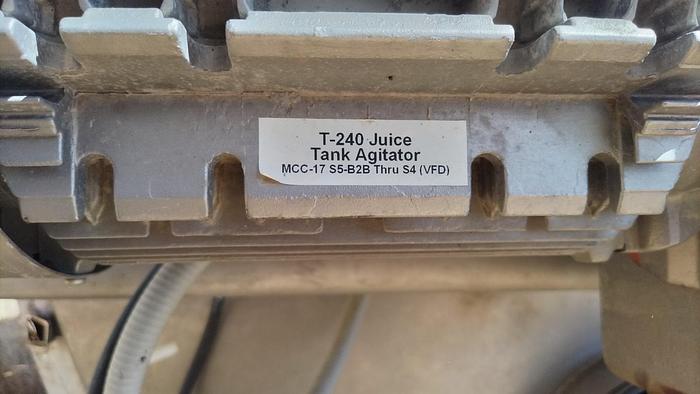 T-240 Juice
Tank Agitator
MCC-17 S5-B2B Thru S4 (VFD)